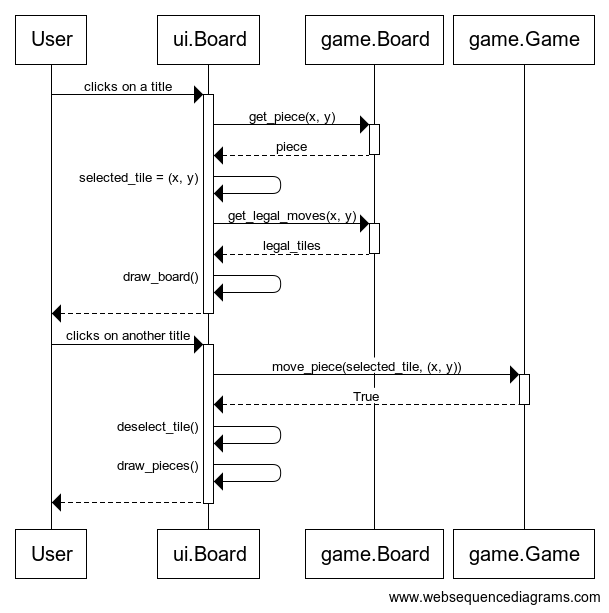 User
ui.Board
game.Board
game.Game
clicks on a title
get_piece(x, y)
piece
selected_tile = (x, y)
get_legal_moves(x, y)
legal_tiles
draw_board()
clicks on another title
move_piece(selected_tile, (x, y))
True
deselect_tile()
draw_pieces()
User
ui.Board
game.Board
game.Game
www.websequencediagrams.com